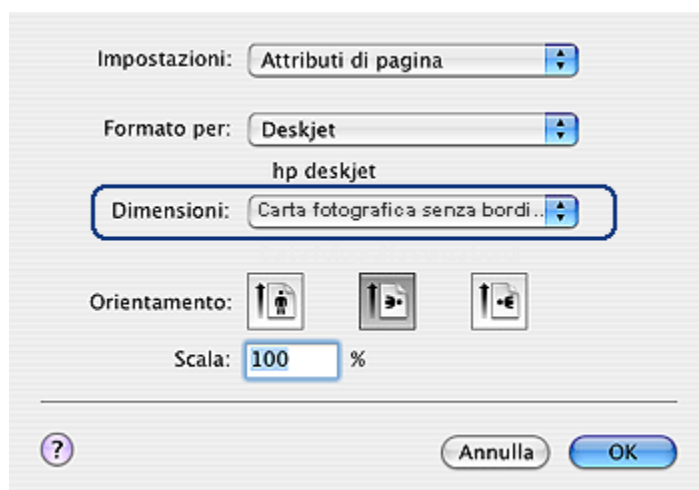 Impostazioni: Attributi di pagina
Formato per: Deskjet
hp deskjet
Dimensioni: Carta fotografica senza bordi ..
Orientamento:
Scala: 100 %
? Annulla OK